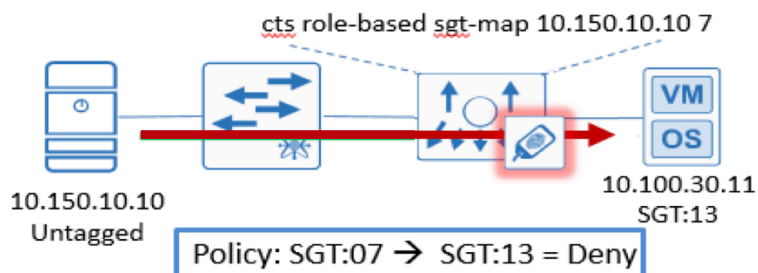 cts role-based sgt-map 10.150.10.10 7
VM
OS
10.150.10.10
Untagged
10.100.30.11
SGT:13
Policy: SGT:07 → SGT:13 = Deny